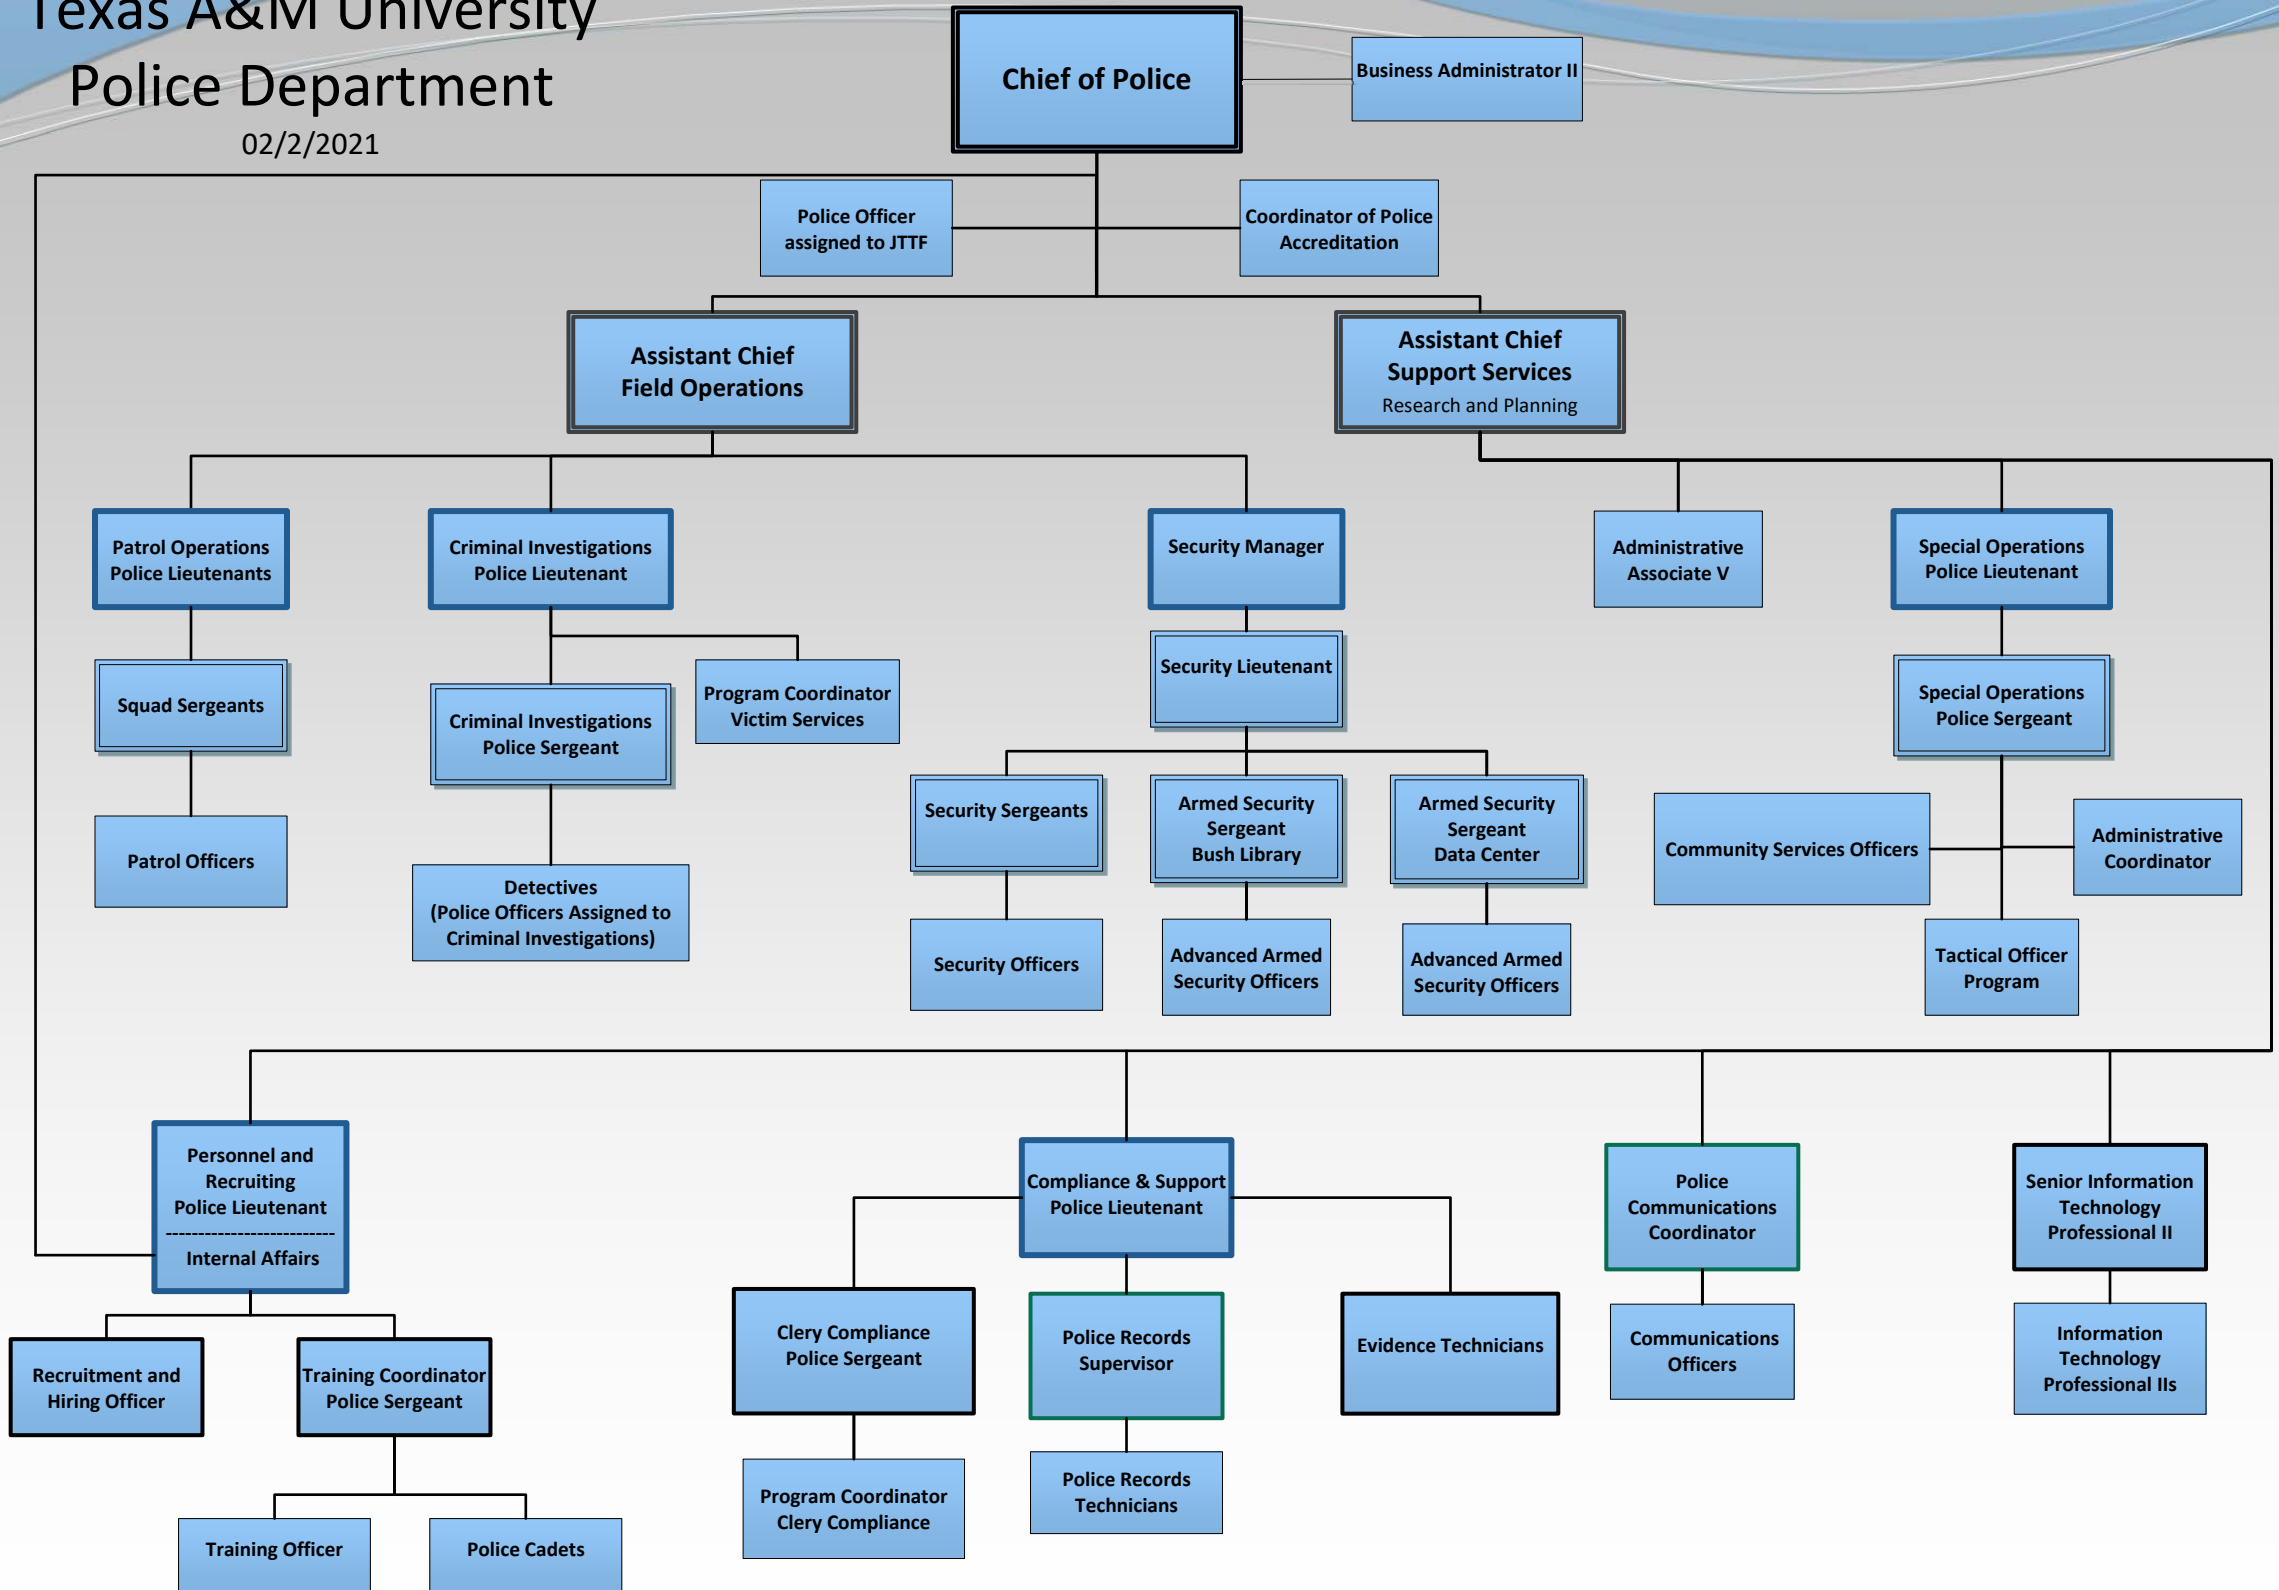 Texas A&M University
Police Department
02/2/2021
Chief of Police
Business Administrator II
Police Officer
assigned to JTTF
Coordinator of Police
Accreditation
Assistant Chief
Field Operations
Assistant Chief
Support Services
Research and Planning
Patrol Operations
Police Lieutenants
Criminal Investigations
Police Lieutenant
Security Manager
Administrative
Associate V
Special Operations
Police Lieutenant
Squad Sergeants
Criminal Investigations
Police Sergeant
Program Coordinator
Victim Services
Security Lieutenant
Special Operations
Police Sergeant
Patrol Officers
Detectives
(Police Officers Assigned to
Criminal Investigations)
Security Sergeants
Armed Security
Sergeant
Bush Library
Armed Security
Sergeant
Data Center
Community Services Officers
Administrative
Coordinator
Security Officers
Advanced Armed
Security Officers
Advanced Armed
Security Officers
Tactical Officer
Program
Personnel and
Recruiting
Police Lieutenant
--------------------------
Internal Affairs
Compliance & Support
Police Lieutenant
Police
Communications
Coordinator
Senior Information
Technology
Professional II
Recruitment and
Hiring Officer
Training Coordinator
Police Sergeant
Clery Compliance
Police Sergeant
Police Records
Supervisor
Evidence Technicians
Communications
Officers
Information
Technology
Professional IIs
Training Officer
Police Cadets
Program Coordinator
Clery Compliance
Police Records
Technicians